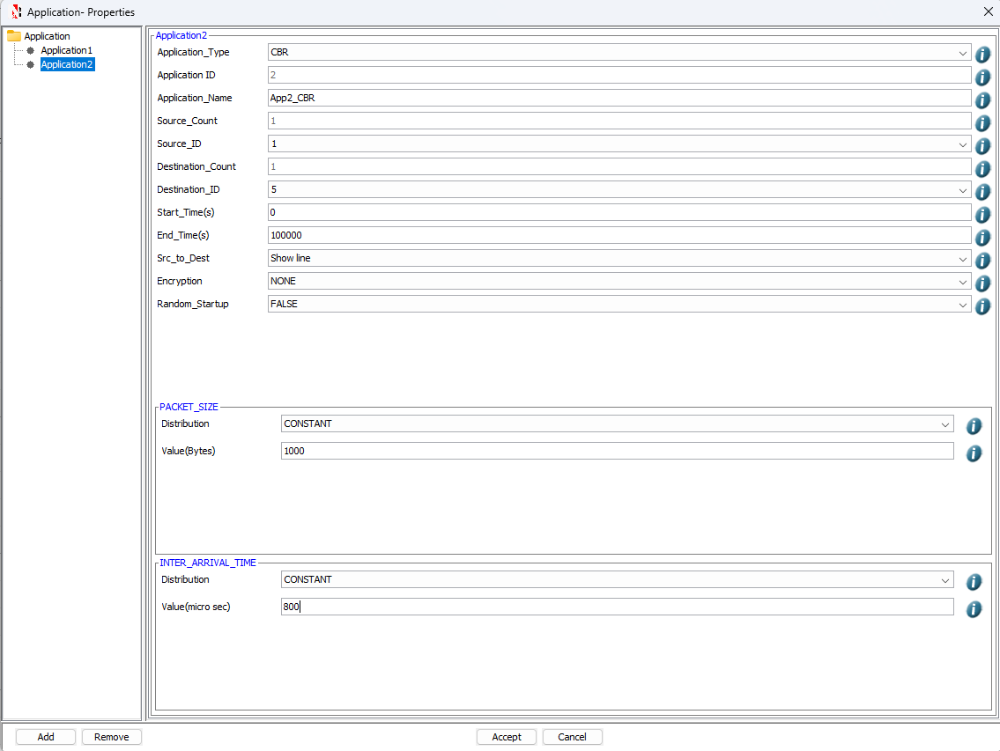 Application- Properties
Application
Application1
Application2
Application2
Application_Type CBR
Application ID 2
Application_Name App2_CBR
Source_Count 1
Source_ID 1
Destination_Count 1
Destination_ID 5
Start_Time(s) 0
End_Time(s) 100000
Src_to_Dest Show line
Encryption NONE
Random_Startup FALSE
PACKET_SIZE
Distribution CONSTANT
Value(Bytes) 1000
INTER_ARRIVAL_TIME
Distribution CONSTANT
Value(micro sec) 800
Add Remove Accept Cancel